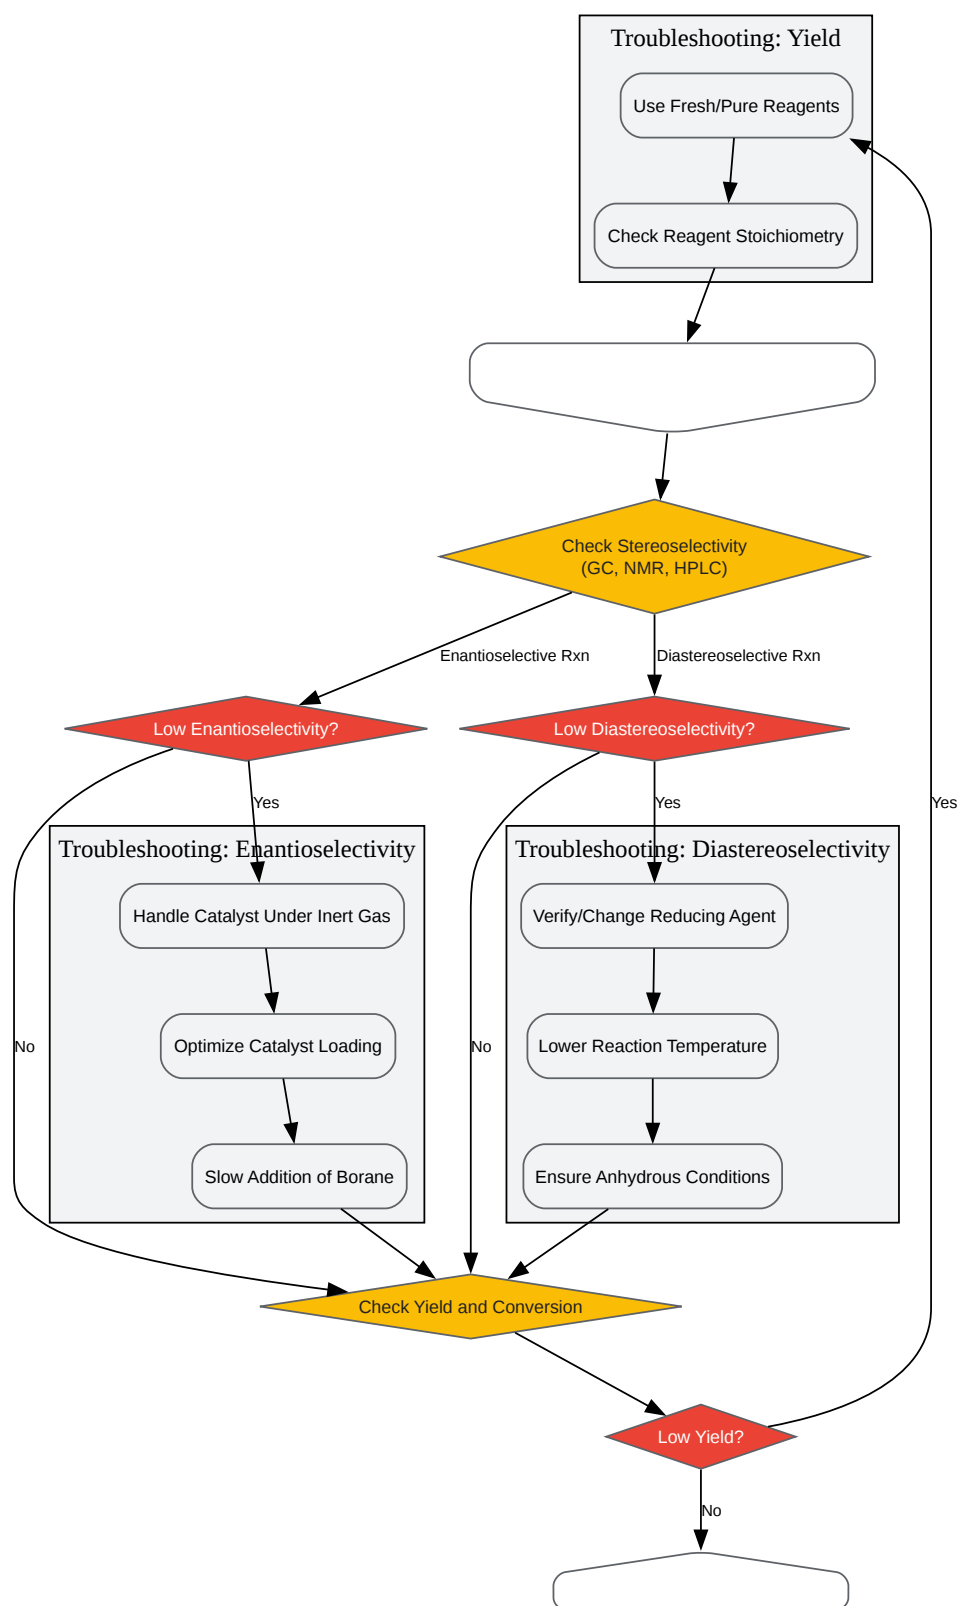 Troubleshooting: Yield
Use Fresh/Pure Reagents
Check Reagent Stoichiometry
Check Stereoselectivity
(GC, NMR, HPLC)
Enantioselective Rxn
Diastereoselective Rxn
Low Enantioselectivity?
Low Diastereoselectivity?
Yes
Yes
Yes
Troubleshooting: Enantioselectivity
Troubleshooting: Diastereoselectivity
Handle Catalyst Under Inert Gas
Verify/Change Reducing Agent
No
Optimize Catalyst Loading
No
Lower Reaction Temperature
Slow Addition of Borane
Ensure Anhydrous Conditions
Check Yield and Conversion
Low Yield?
No